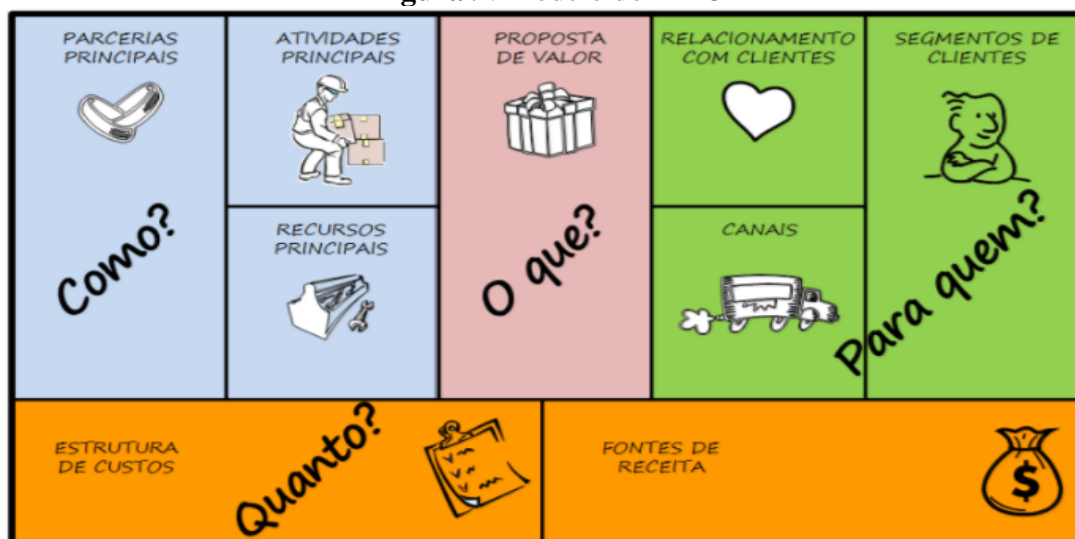 PARCERIAS
PRINCIPAIS
ATIVIDADES
PRINCIPAIS
PROPOSTA
DE VALOR
RELACIONAMENTO
COM CLIENTES
SEGMENTOS DE
CLIENTES
Como?
RECURSOS
PRINCIPAIS
O que?
CANAIS
Para quem?
ESTRUTURA
DE CUSTOS
Quanto?
FONTES DE
RECEITA
$